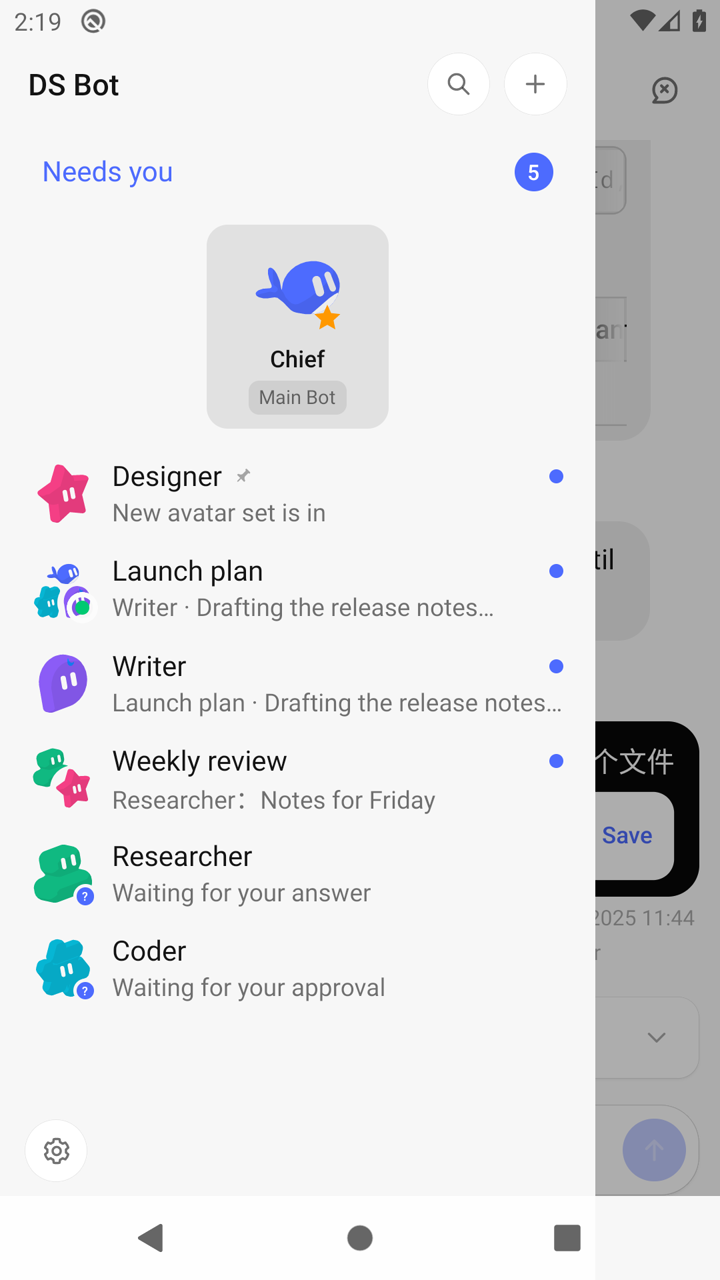 2:19
DS Bot
Needs you
5
Chief
Main Bot
Designer
New avatar set is in
Launch plan
Writer · Drafting the release notes…
Writer
Launch plan · Drafting the release notes…
Weekly review
Researcher：Notes for Friday
Researcher
Waiting for your answer
?
Coder
Waiting for your approval
?
til
个文件
Save
2025 11:44